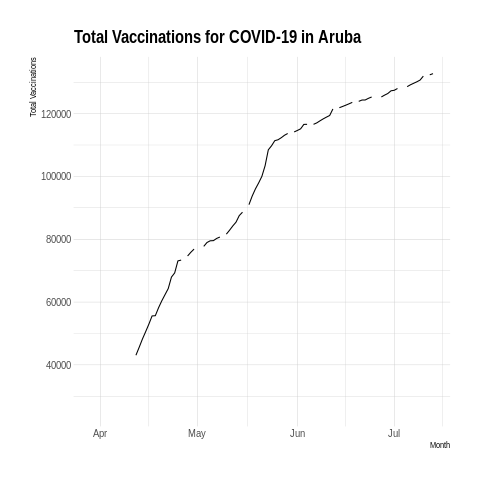 Total Vaccinations for COVID-19 in Aruba
Total Vaccinations
120000
100000
80000
60000
40000
Apr May Jun Jul
Month